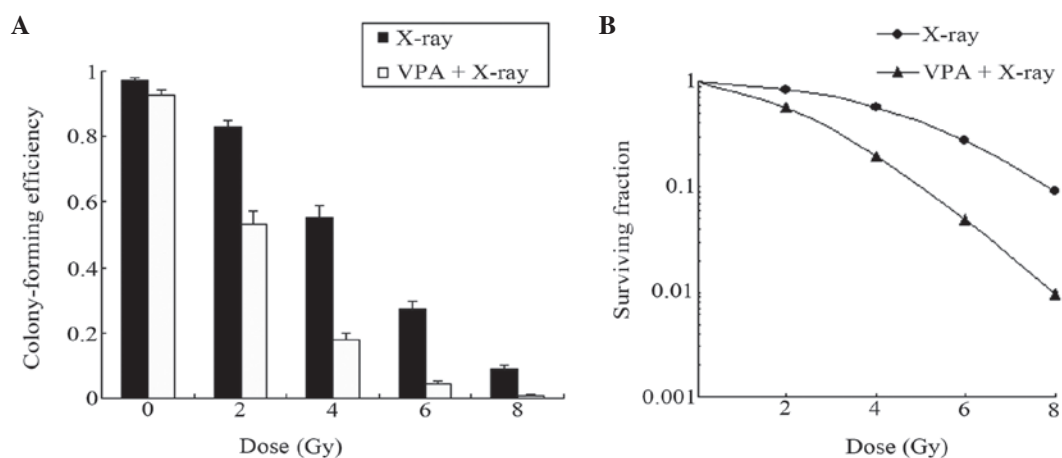 A
X-ray
VPA + X-ray
Colony-forming efficiency
1
0.8
0.6
0.4
0.2
0
0 2 4 6 8
Dose (Gy)
B
X-ray
VPA + X-ray
Surviving fraction
1
0.1
0.01
0.001
2 4 6 8
Dose (Gy)